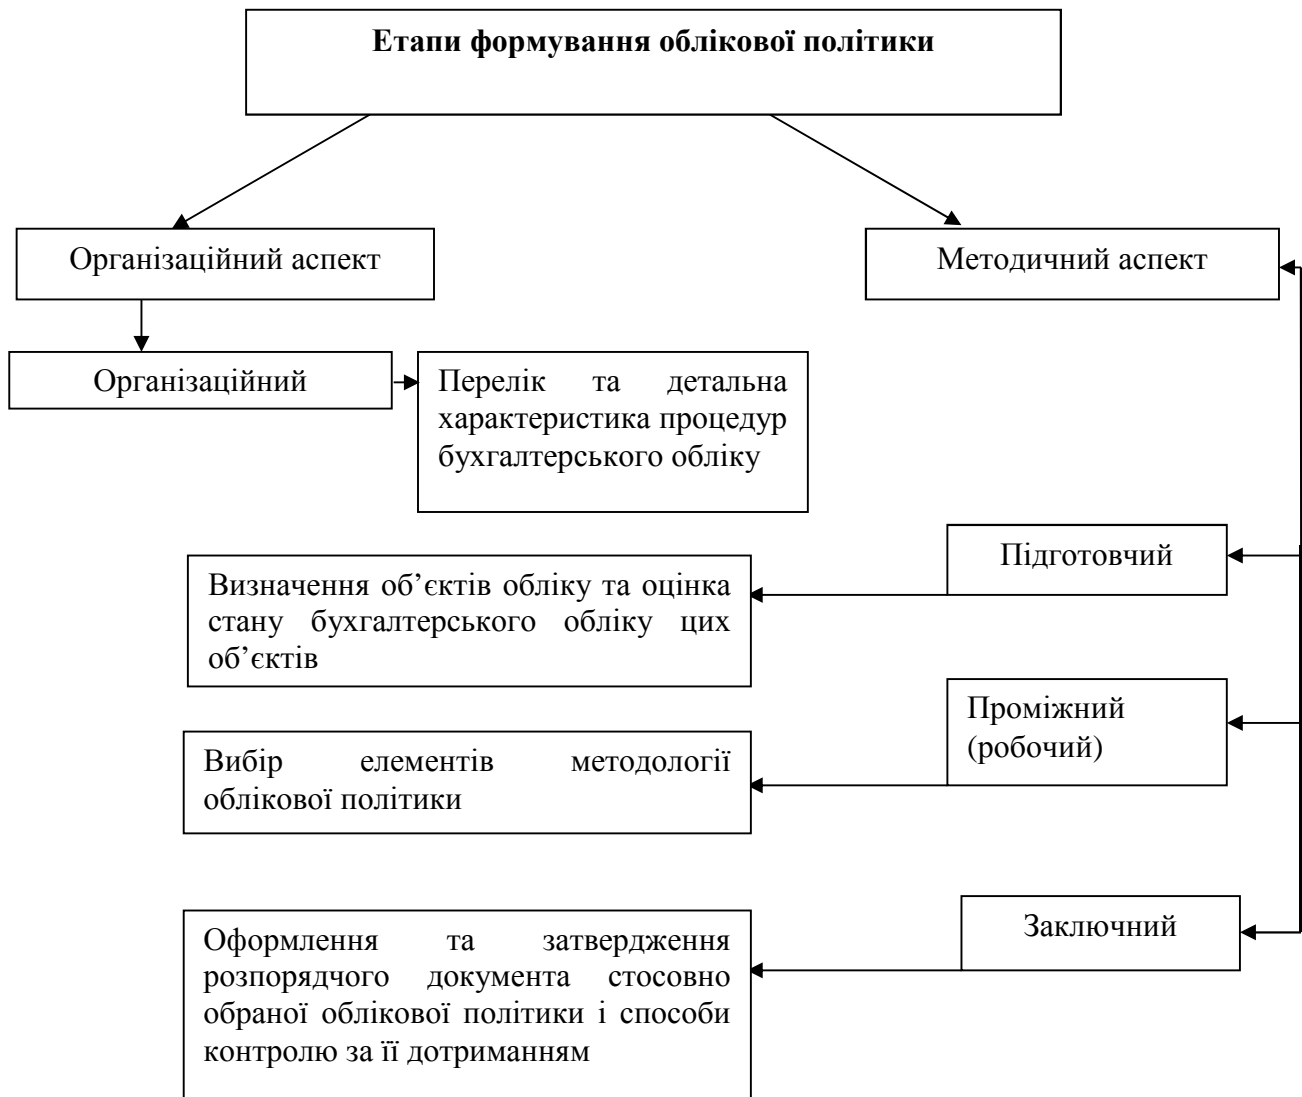 Етапи формування облікової політики
Організаційний аспект
Методичний аспект
Організаційний
Перелік та детальна
характеристика процедур
бухгалтерського обліку
Підготовчий
Визначення об’єктів обліку та оцінка
стану бухгалтерського обліку цих
об’єктів
Проміжний
(робочий)
Вибір елементів методології
облікової політики
Заключний
Оформлення та затвердження
розпорядчого документа стосовно
обраної облікової політики і способи
контролю за її дотриманням